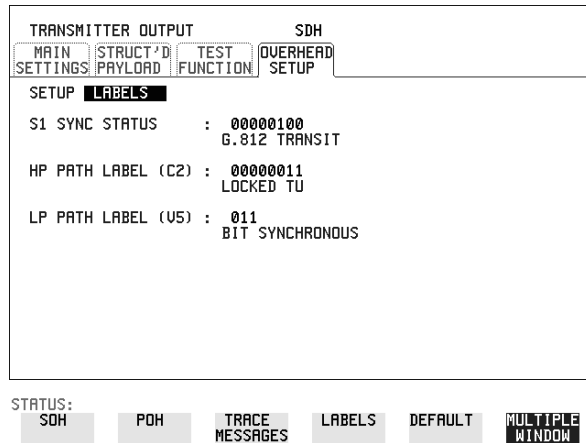 TRANSMITTER OUTPUT SDH
MAIN SETTINGS STRUCT'D PAYLOAD TEST FUNCTION OVERHEAD SETUP
SETUP LABELS
S1 SYNC STATUS : 00000100
G.812 TRANSIT
HP PATH LABEL (C2) : 00000011
LOCKED TU
LP PATH LABEL (V5) : 011
BIT SYNCHRONOUS
STATUS:
SOH POH TRACE MESSAGES LABELS DEFAULT MULTIPLE WINDOW